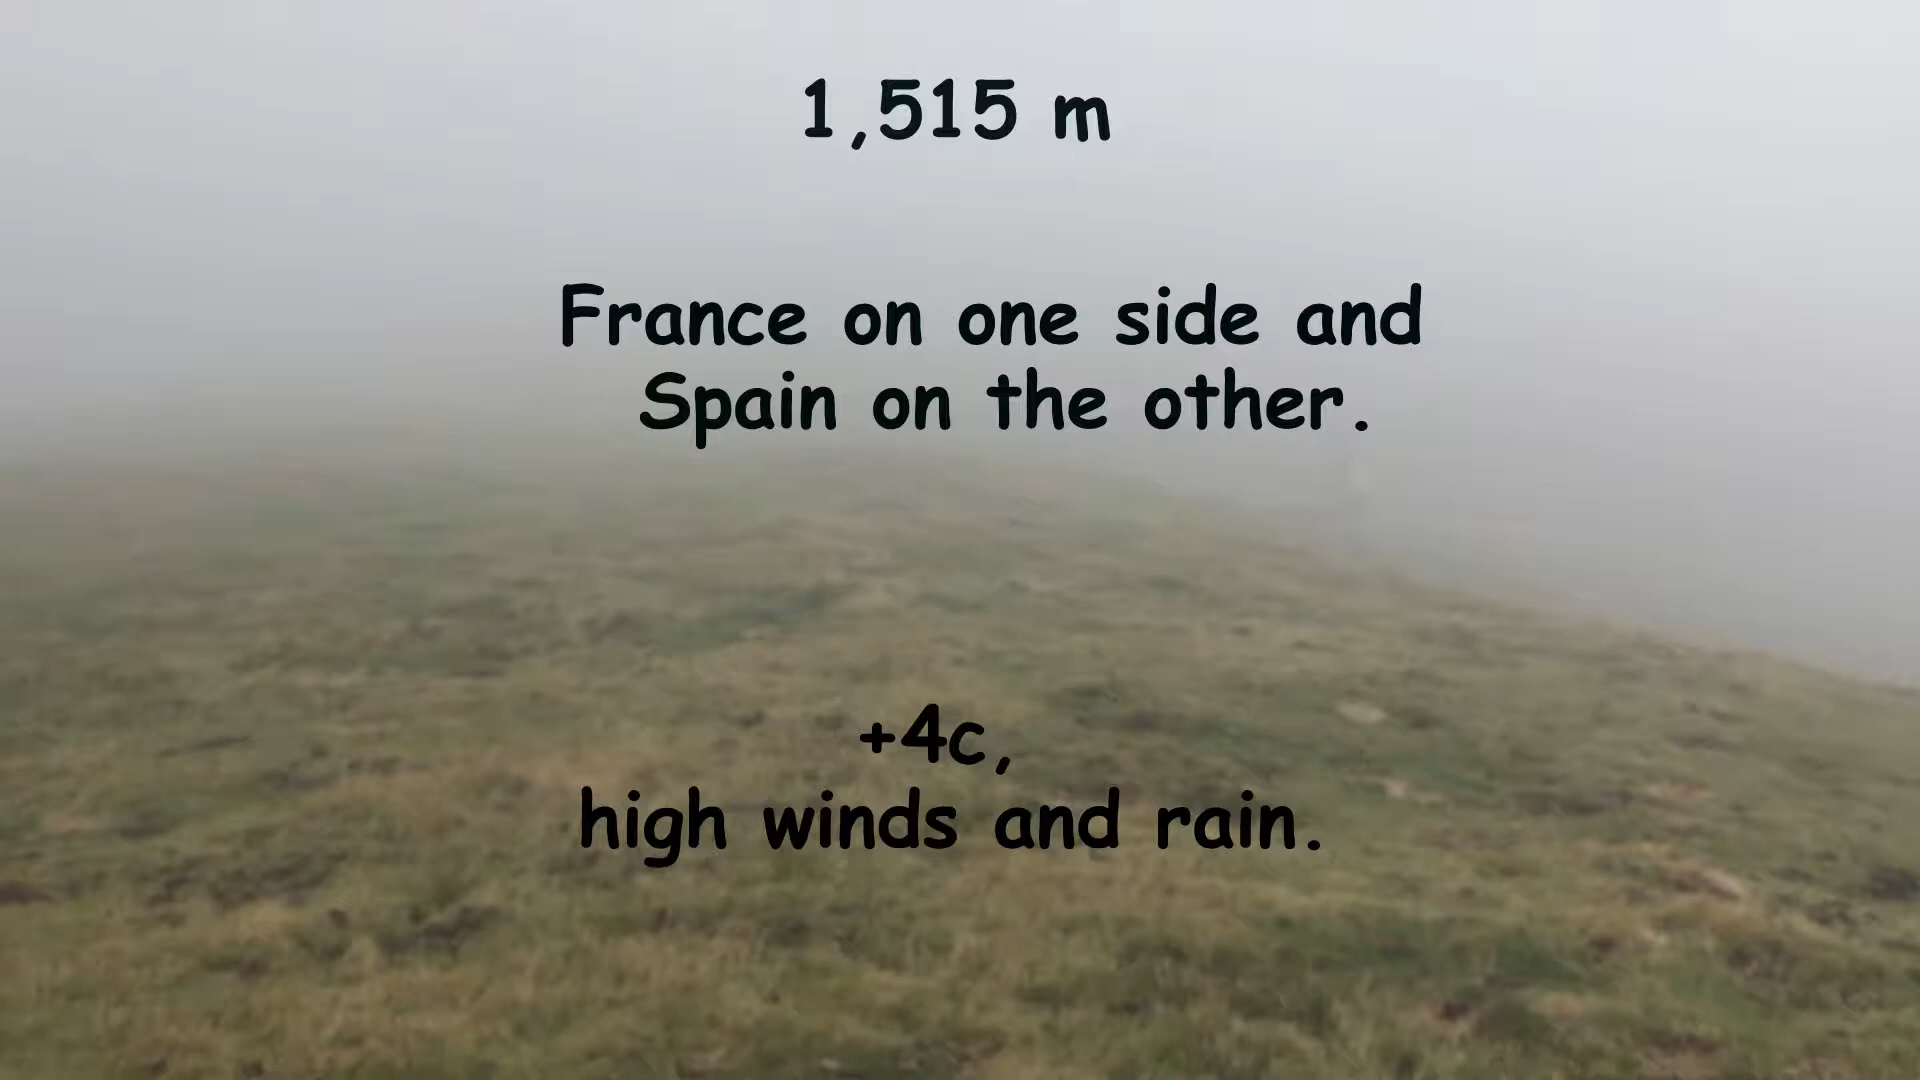 1,515 m
France on one side and
Spain on the other.
+4c,
high winds and rain.